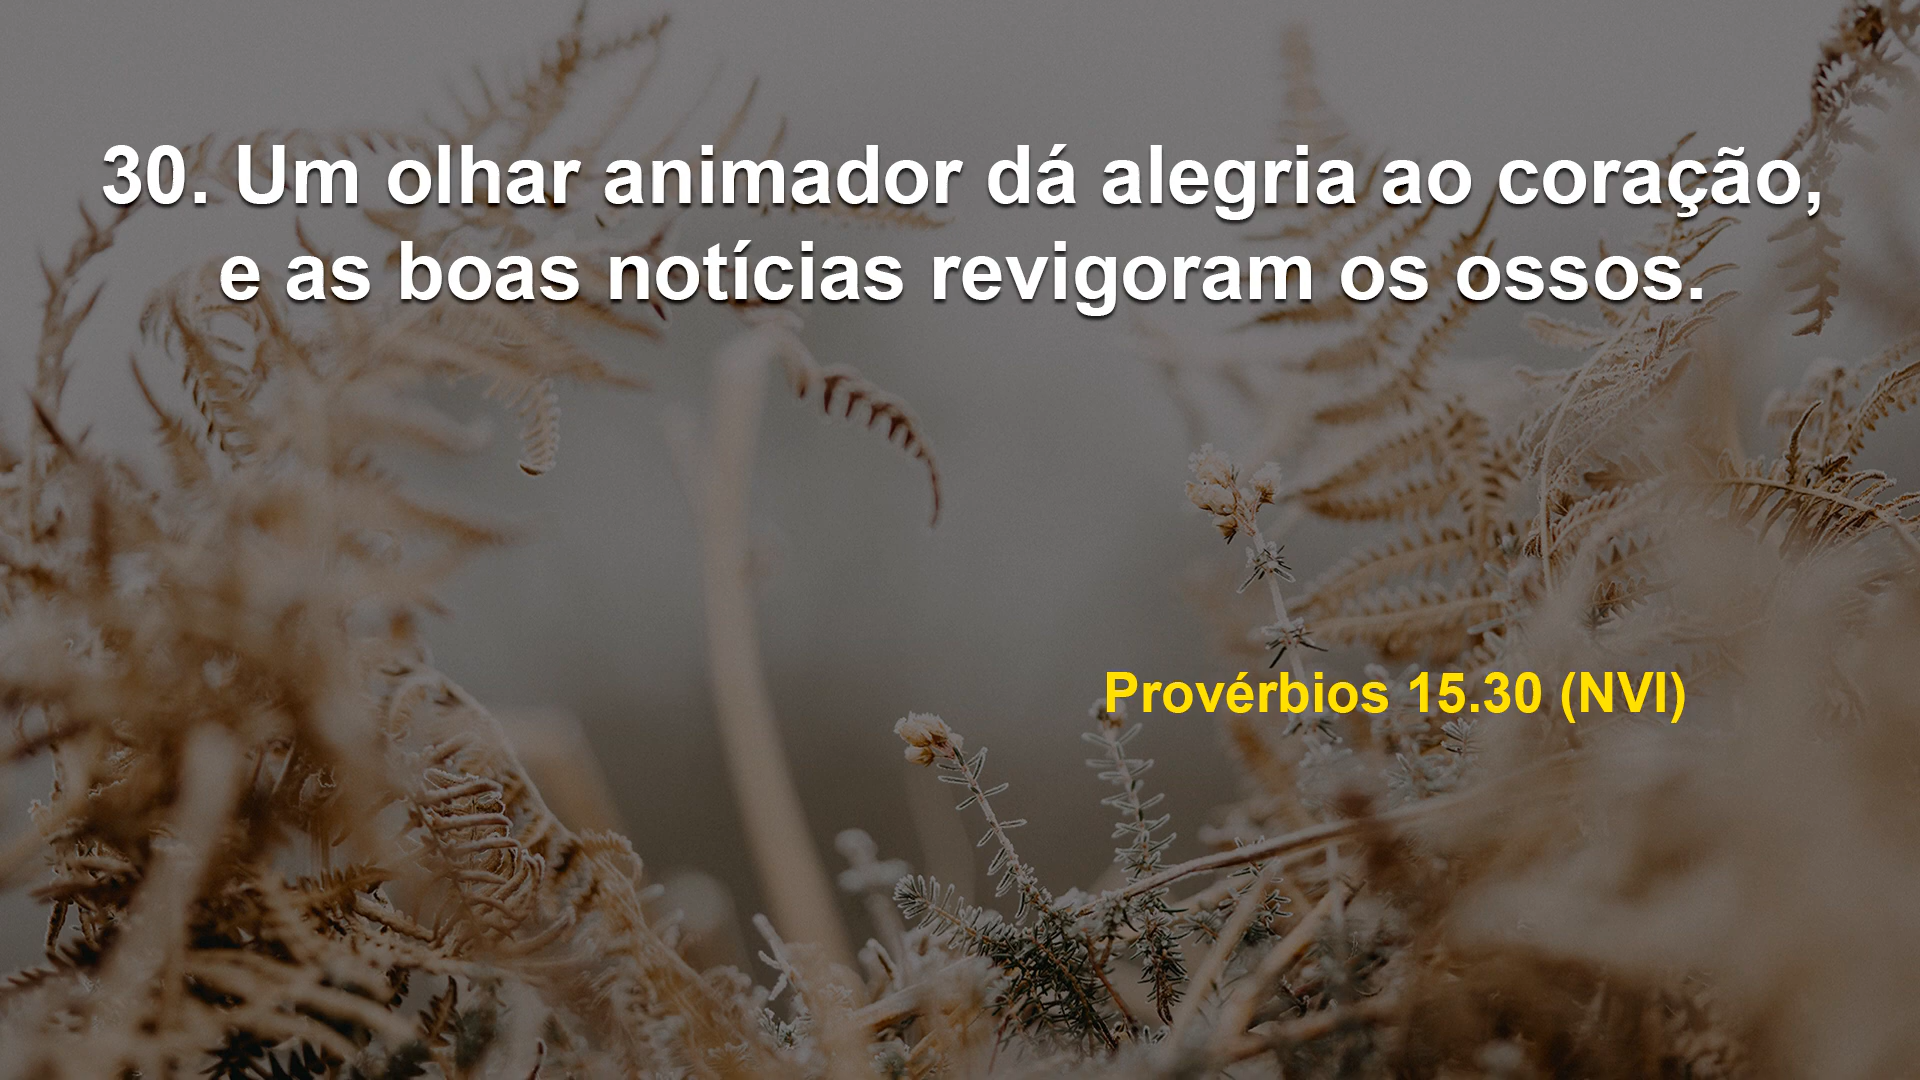 30. Um olhar animador dá alegria ao coração,
e as boas notícias revigoram os ossos.
Provérbios 15.30 (NVI)